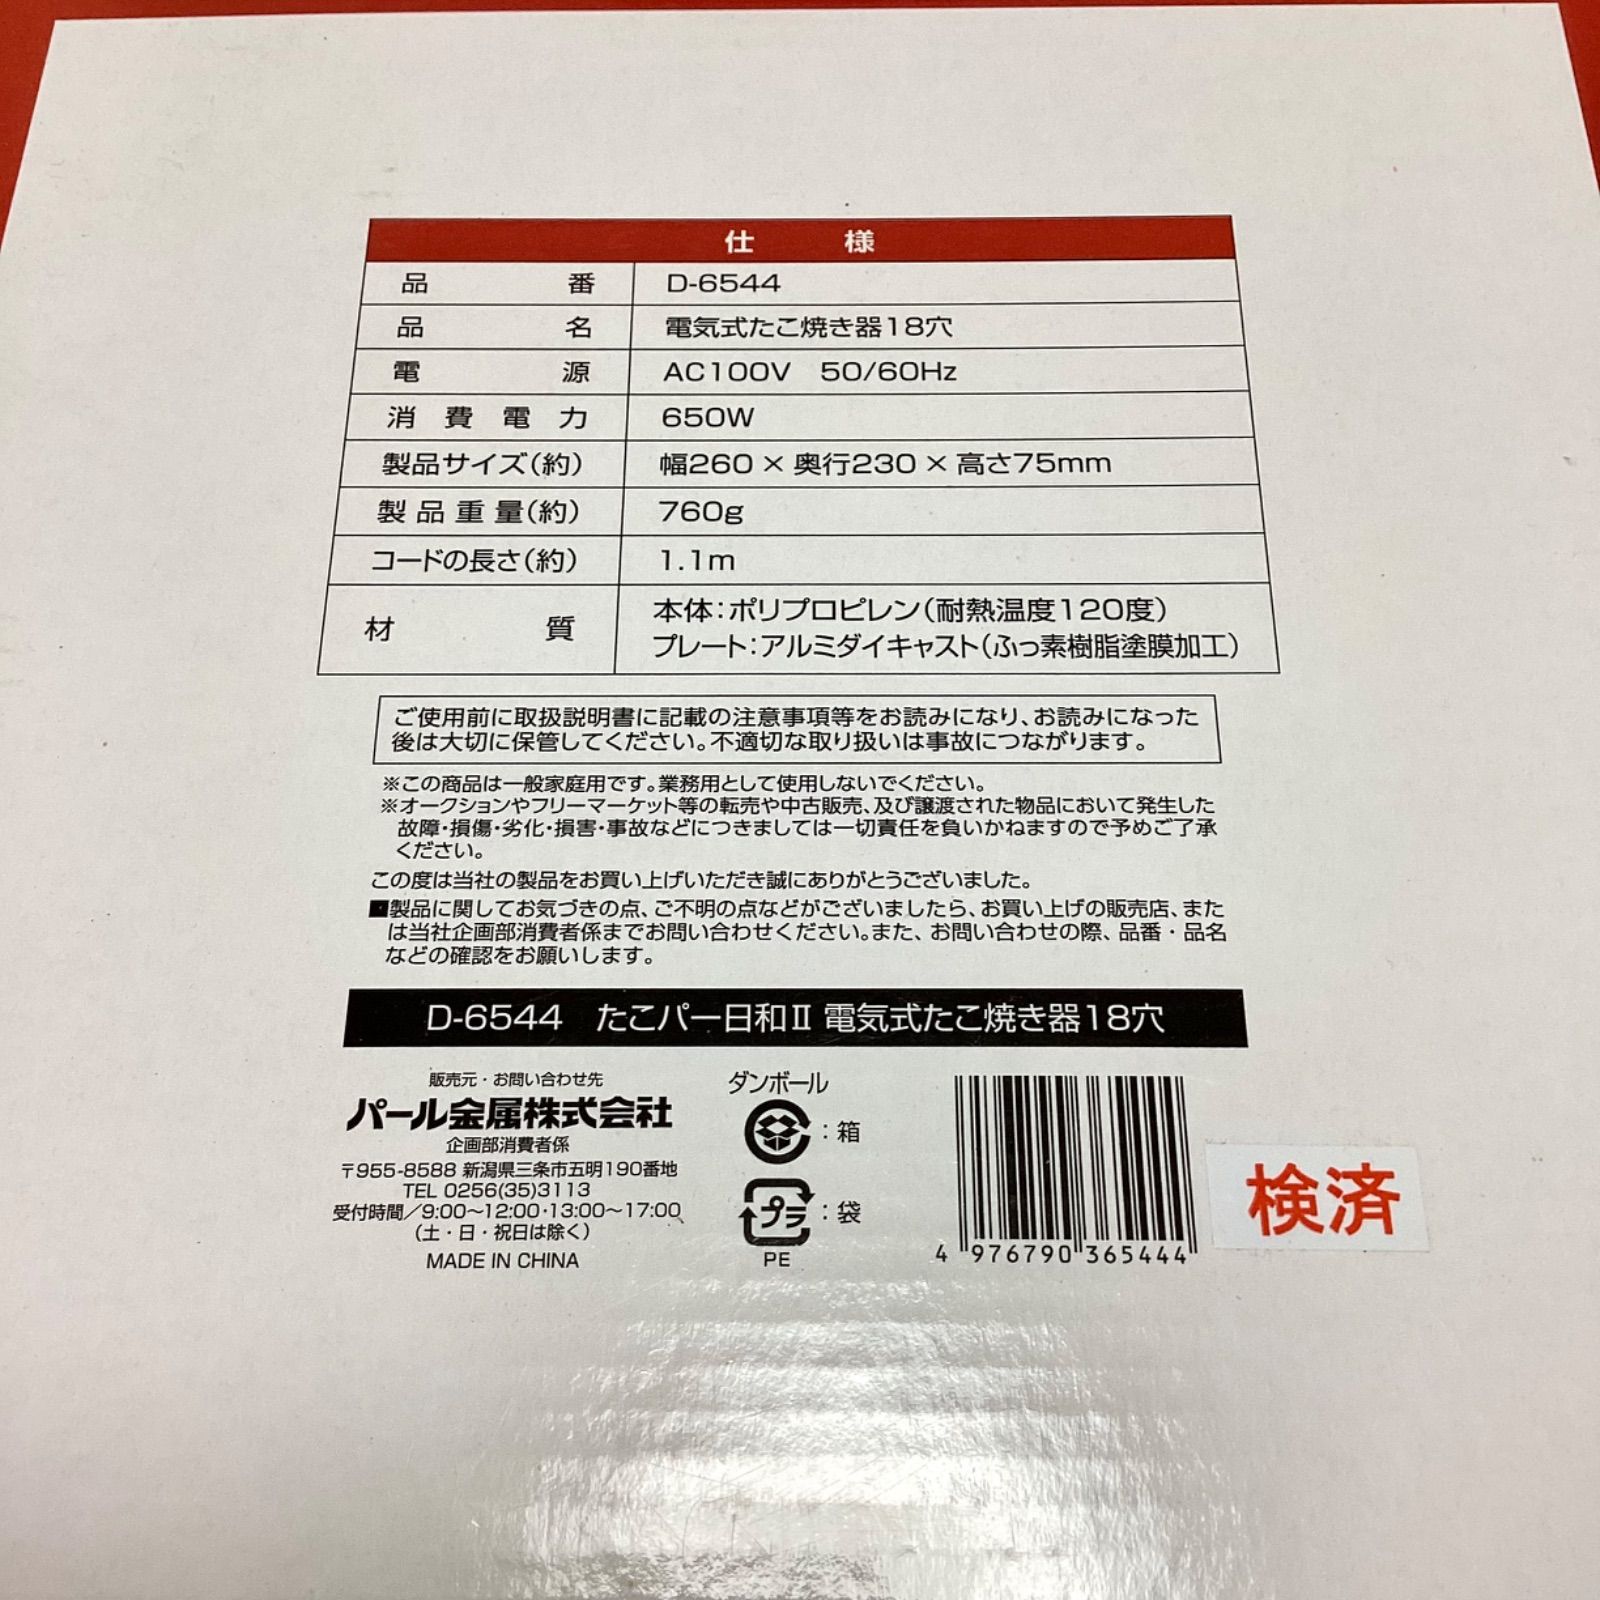 仕様
品番 D-6544
品名 電気式たこ焼き器18穴
電源 AC100V 50/60Hz
消費電力 650W
製品サイズ(約) 幅260×奥行230×高さ75mm
製品重量(約) 760g
コードの長さ(約) 1.1m
材質 本体:ポリプロピレン(耐熱温度120度)
プレート:アルミダイキャスト(ふっ素樹脂塗膜加工)
ご使用前に取扱説明書に記載の注意事項等をお読みになり、お読みになった
後は大切に保管してください。不適切な取り扱いは事故につながります。
※この商品は一般家庭用です。業務用として使用しないでください。
※オークションやフリーマーケット等の転売や中古販売、及び譲渡された物品において発生した
故障・損傷・劣化・損害・事故などにつきましては一切責任を負いかねますので予めご了承
ください。
この度は当社の製品をお買い上げいただき誠にありがとうございました。
■製品に関してお気づきの点、ご不明の点などがございましたら、お買い上げの販売店、また
は当社企画部消費者係までお問い合わせください。また、お問い合わせの際、品番・品名
などの確認をお願いします。
D-6544 たこパー日和Ⅱ 電気式たこ焼き器18穴
販売元・お問い合わせ先
パール金属株式会社
企画部消費者係
〒955-8588 新潟県三条市五明190番地
TEL 0256(35)3113
受付時間/9:00〜12:00・13:00〜17:00
(土・日・祝日は除く)
MADE IN CHINA
ダンボール
:箱
プラ:袋
PE
4 976790 365444
検済